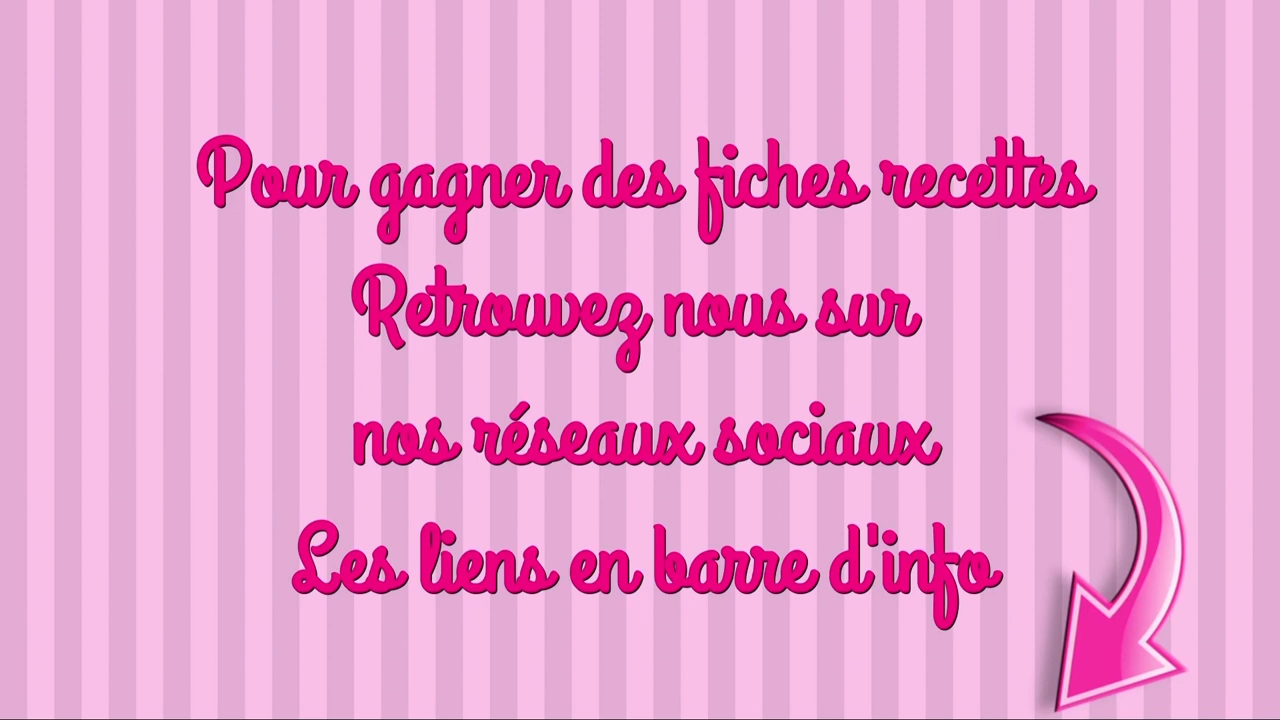 Pour gagner des fiches recettes
Retrouvez nous sur
nos réseaux sociaux
Les liens en barre d'info